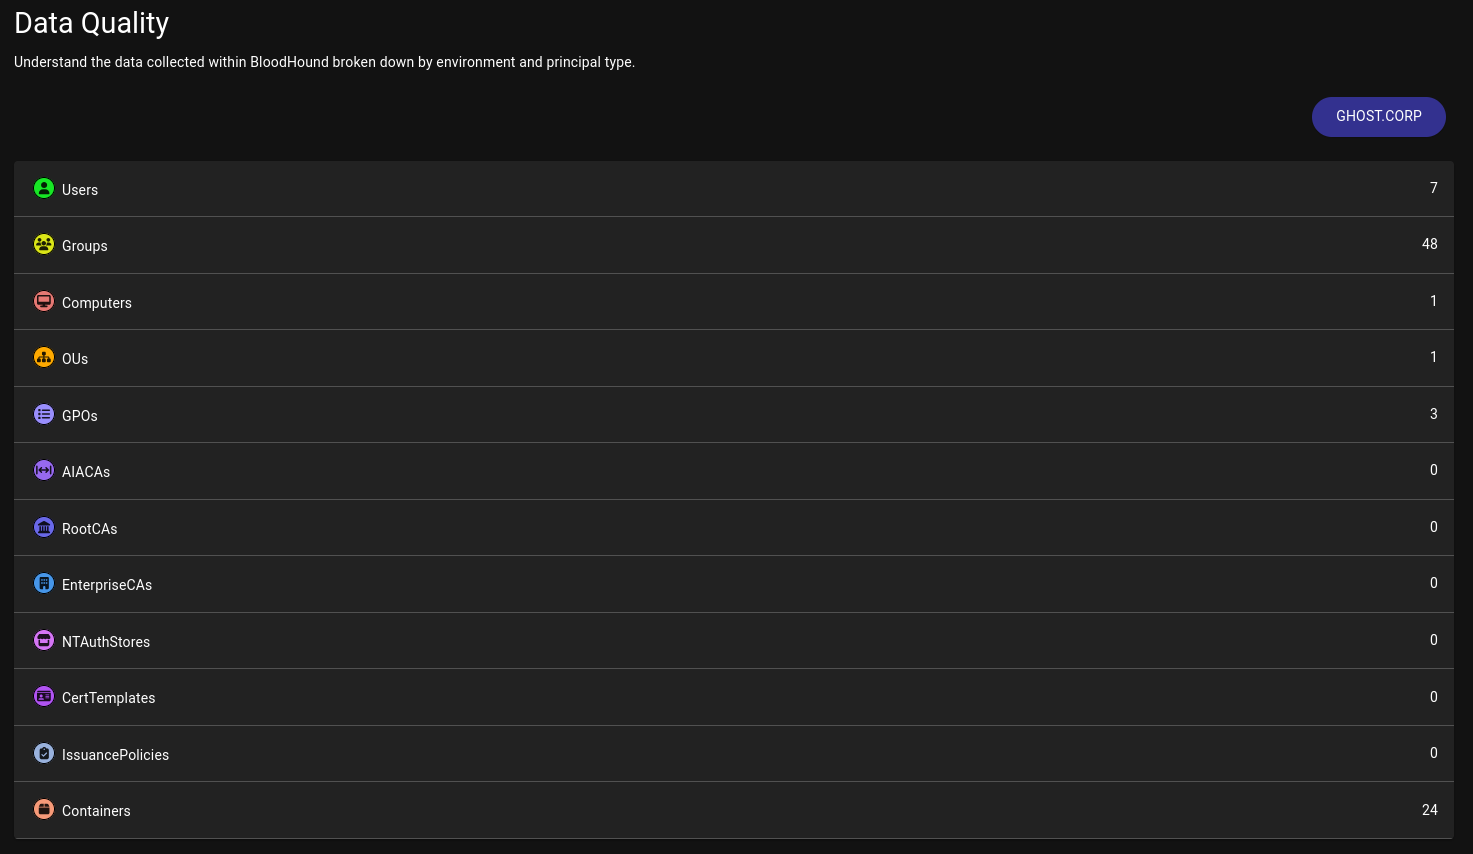 Data Quality
Understand the data collected within BloodHound broken down by environment and principal type.
GHOST.CORP
Users 7
Groups 48
Computers 1
OUs 1
GPOs 3
AIACAs 0
RootCAs 0
EnterpriseCAs 0
NTAuthStores 0
CertTemplates 0
IssuancePolicies 0
Containers 24